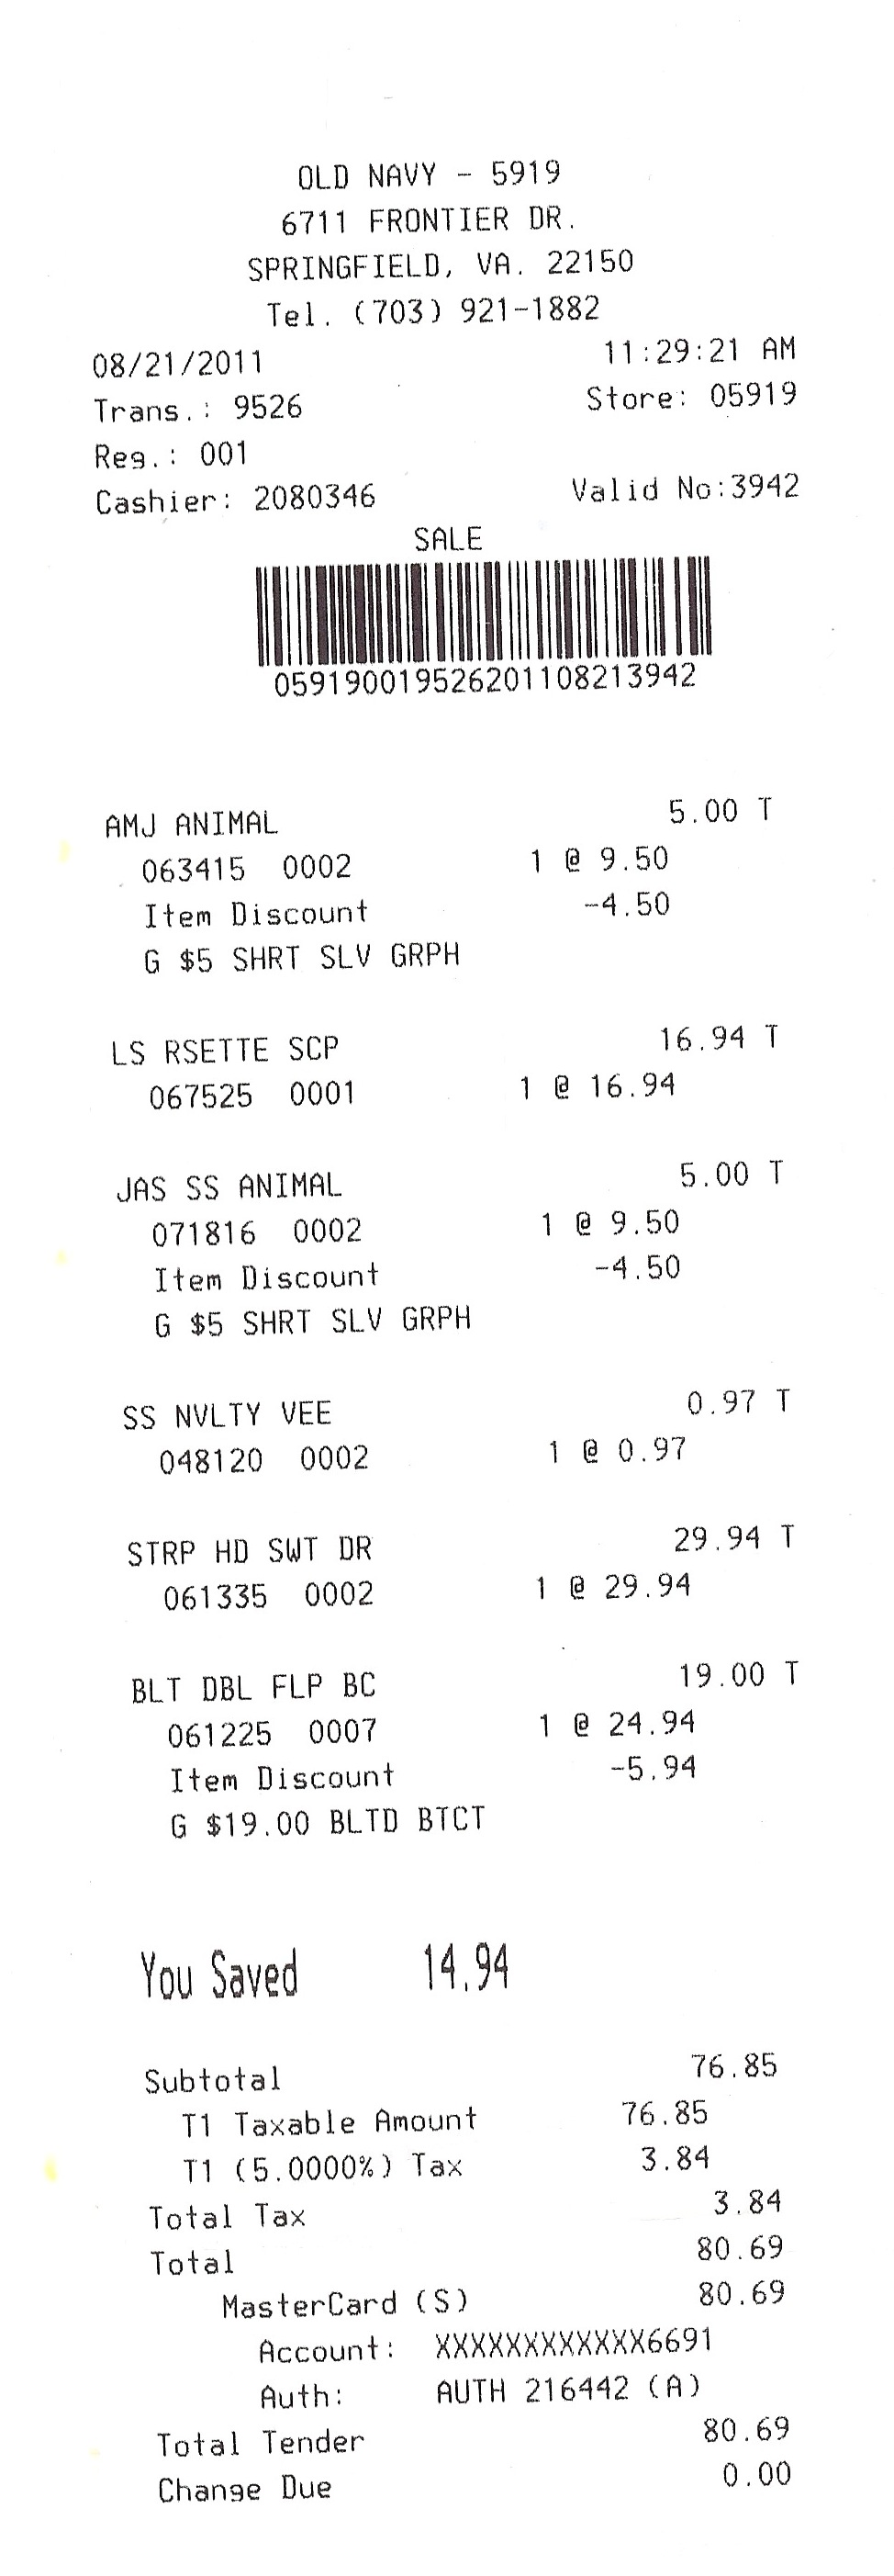 OLD NAVY - 5919
6711 FRONTIER DR.
SPRINGFIELD, VA. 22150
Tel. (703) 921-1882
08/21/2011 11:29:21 AM
Trans.: 9526 Store: 05919
Reg.: 001
Cashier: 2080346 Valid No:3942
SALE
059190019526201108213942
AMJ ANIMAL 5.00 T
063415 0002 1 @ 9.50
Item Discount -4.50
G $5 SHRT SLV GRPH
LS RSETTE SCP 16.94 T
067525 0001 1 @ 16.94
JAS SS ANIMAL 5.00 T
071816 0002 1 @ 9.50
Item Discount -4.50
G $5 SHRT SLV GRPH
SS NVLTY VEE 0.97 T
048120 0002 1 @ 0.97
STRP HD SWT DR 29.94 T
061335 0002 1 @ 29.94
BLT DBL FLP BC 19.00 T
061225 0007 1 @ 24.94
Item Discount -5.94
G $19.00 BLTD BTCT
You Saved 14.94
Subtotal 76.85
T1 Taxable Amount 76.85
T1 (5.0000%) Tax 3.84
Total Tax 3.84
Total 80.69
MasterCard (S) 80.69
Account: XXXXXXXXXXXX6691
Auth: AUTH 216442 (A)
Total Tender 80.69
Change Due 0.00